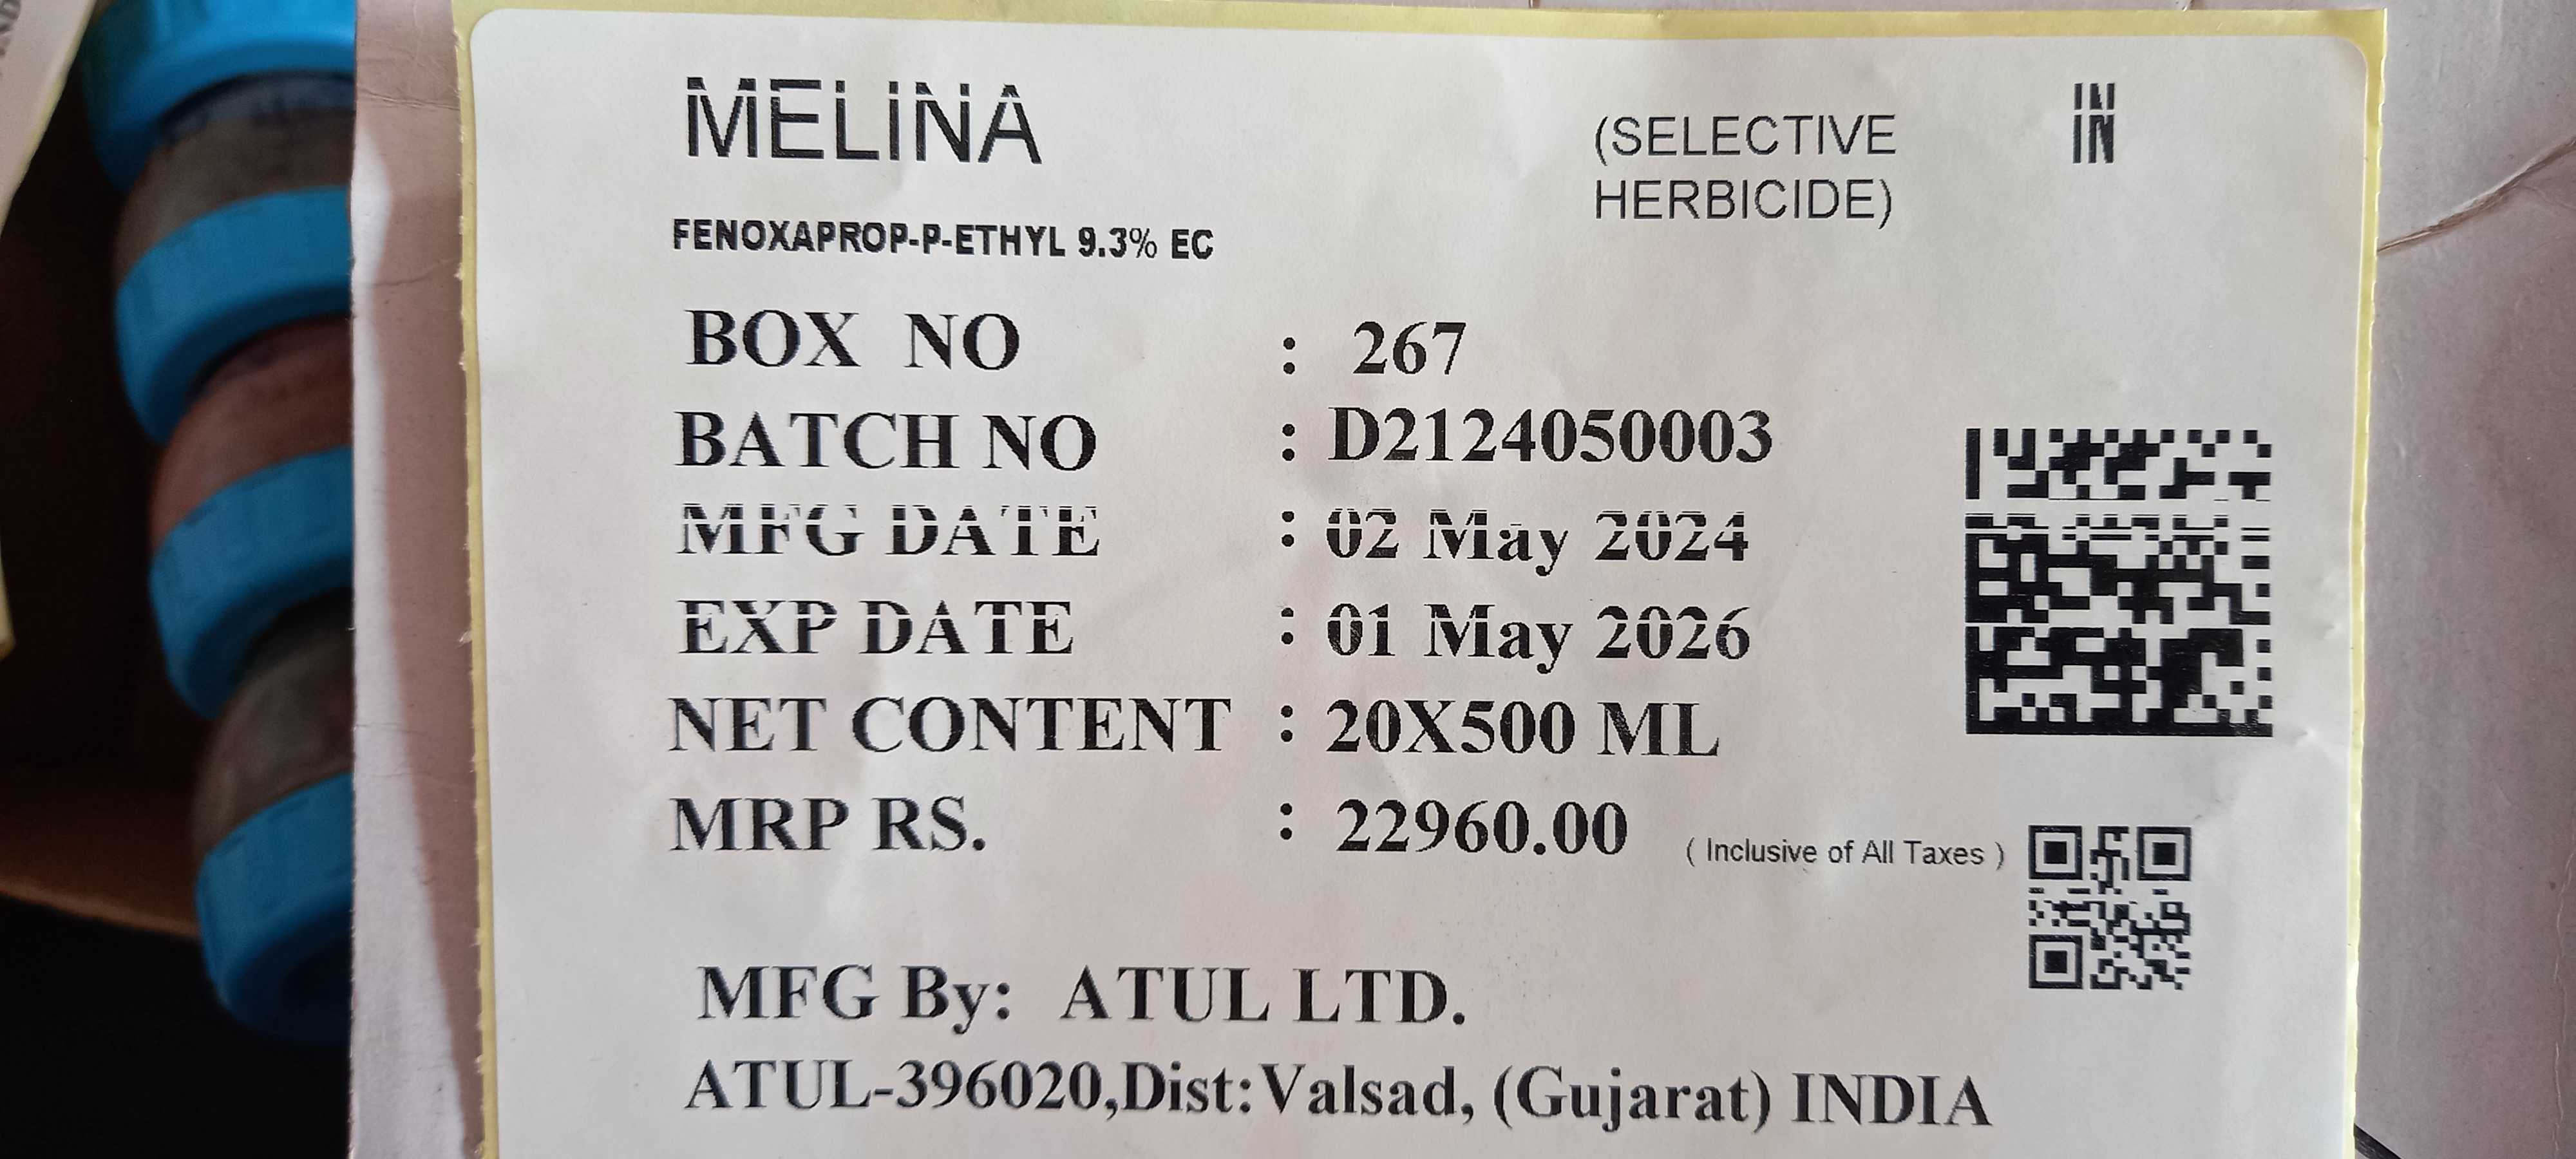 MELINA
(SELECTIVE
HERBICIDE)
IN
IN
FENOXAPROP-P-ETHYL 9.3% EC
BOX NO : 267
BATCH NO : D2124050003
MFG DATE : 02 May 2024
EXP DATE : 01 May 2026
NET CONTENT : 20X500 ML
MRP RS. : 22960.00 ( Inclusive of All Taxes )
MFG By: ATUL LTD.
ATUL-396020,Dist:Valsad, (Gujarat) INDIA